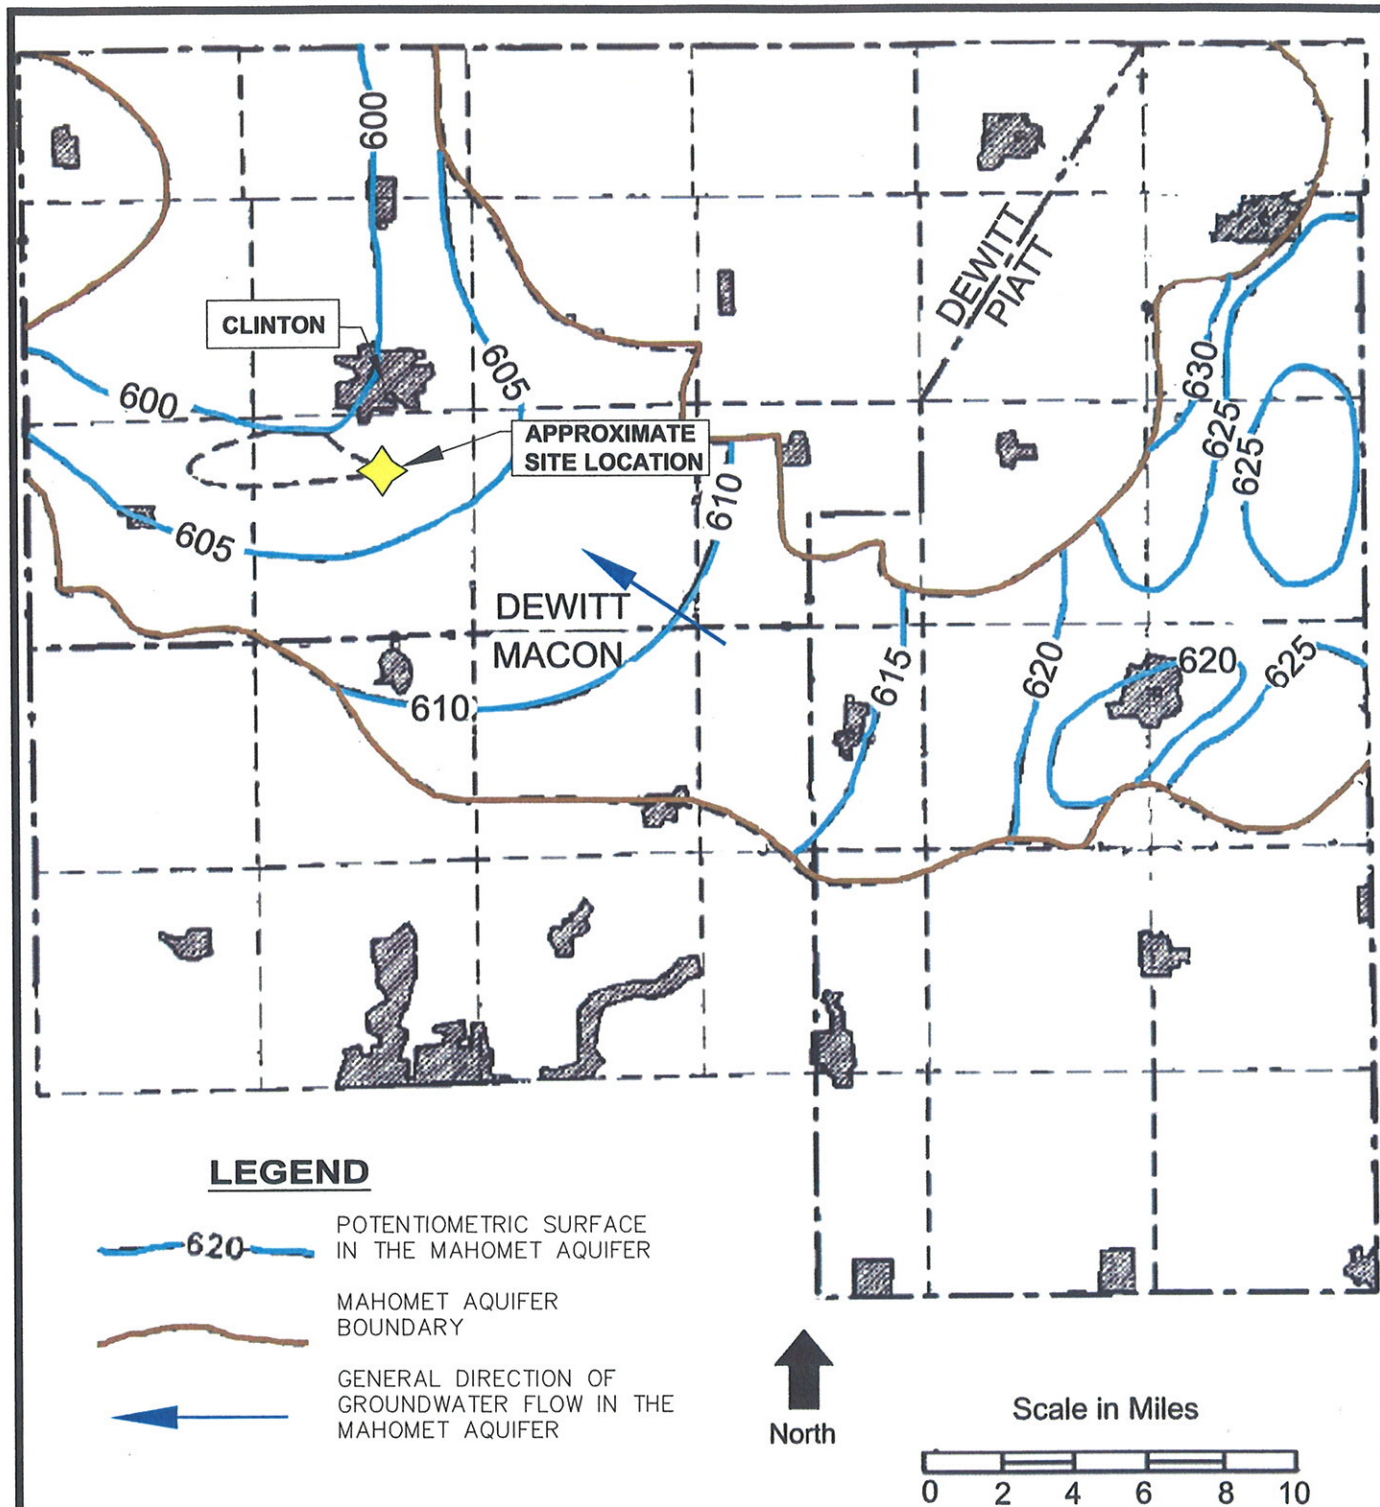 600
DEWITT
PIATT
CLINTON
600
605
630
625
625
APPROXIMATE
SITE LOCATION
610
605
DEWITT
MACON
610
615
620
620
625
LEGEND
620
POTENTIOMETRIC SURFACE
IN THE MAHOMET AQUIFER
MAHOMET AQUIFER
BOUNDARY
GENERAL DIRECTION OF
GROUNDWATER FLOW IN THE
MAHOMET AQUIFER
North
Scale in Miles
0 2 4 6 8 10